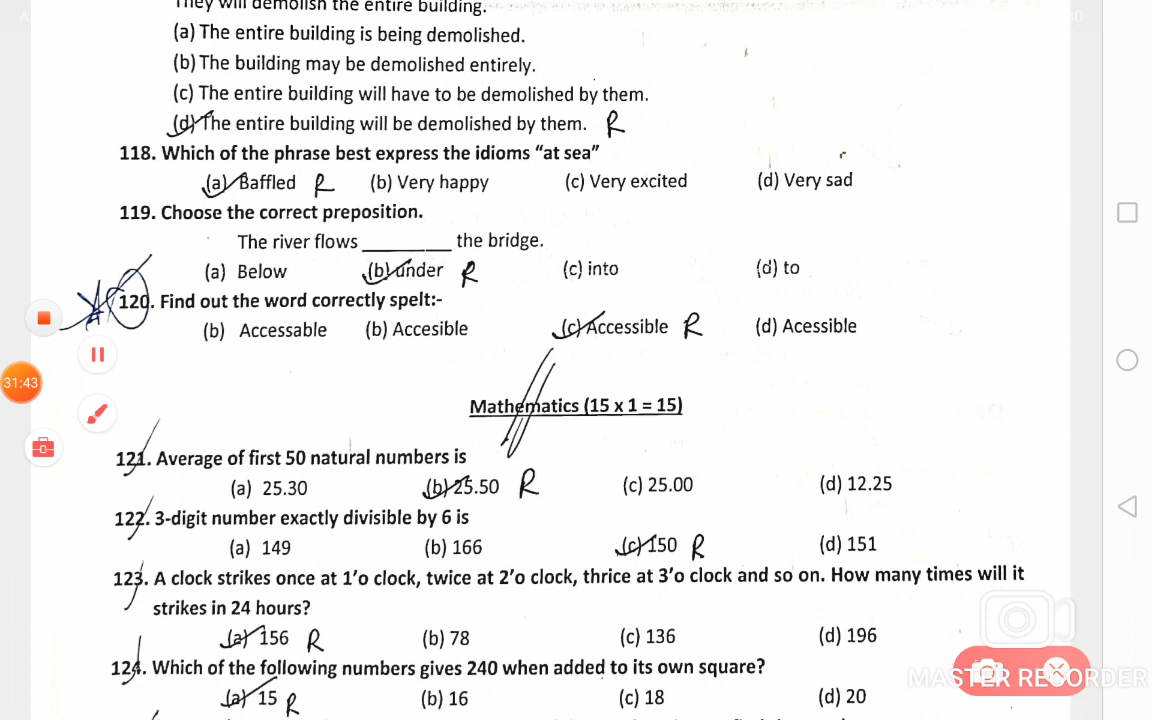 They will demolish the entire building.
(a) The entire building is being demolished.
(b) The building may be demolished entirely.
(c) The entire building will have to be demolished by them.
(d) The entire building will be demolished by them. R
118. Which of the phrase best express the idioms “at sea”
(a) Baffled R (b) Very happy (c) Very excited (d) Very sad
119. Choose the correct preposition.
The river flows _________ the bridge.
(a) Below (b) under R (c) into (d) to
120. Find out the word correctly spelt:-
(b) Accessable (b) Accesible (c) Accessible R (d) Acessible
31:43
Mathematics (15 x 1 = 15)
121. Average of first 50 natural numbers is
(a) 25.30 (b) 25.50 R (c) 25.00 (d) 12.25
122. 3-digit number exactly divisible by 6 is
(a) 149 (b) 166 (c) 150 R (d) 151
123. A clock strikes once at 1’o clock, twice at 2’o clock, thrice at 3’o clock and so on. How many times will it
strikes in 24 hours?
(a) 156 R (b) 78 (c) 136 (d) 196
124. Which of the following numbers gives 240 when added to its own square?
(a) 15 R (b) 16 (c) 18 (d) 20
MASTER RECORDER